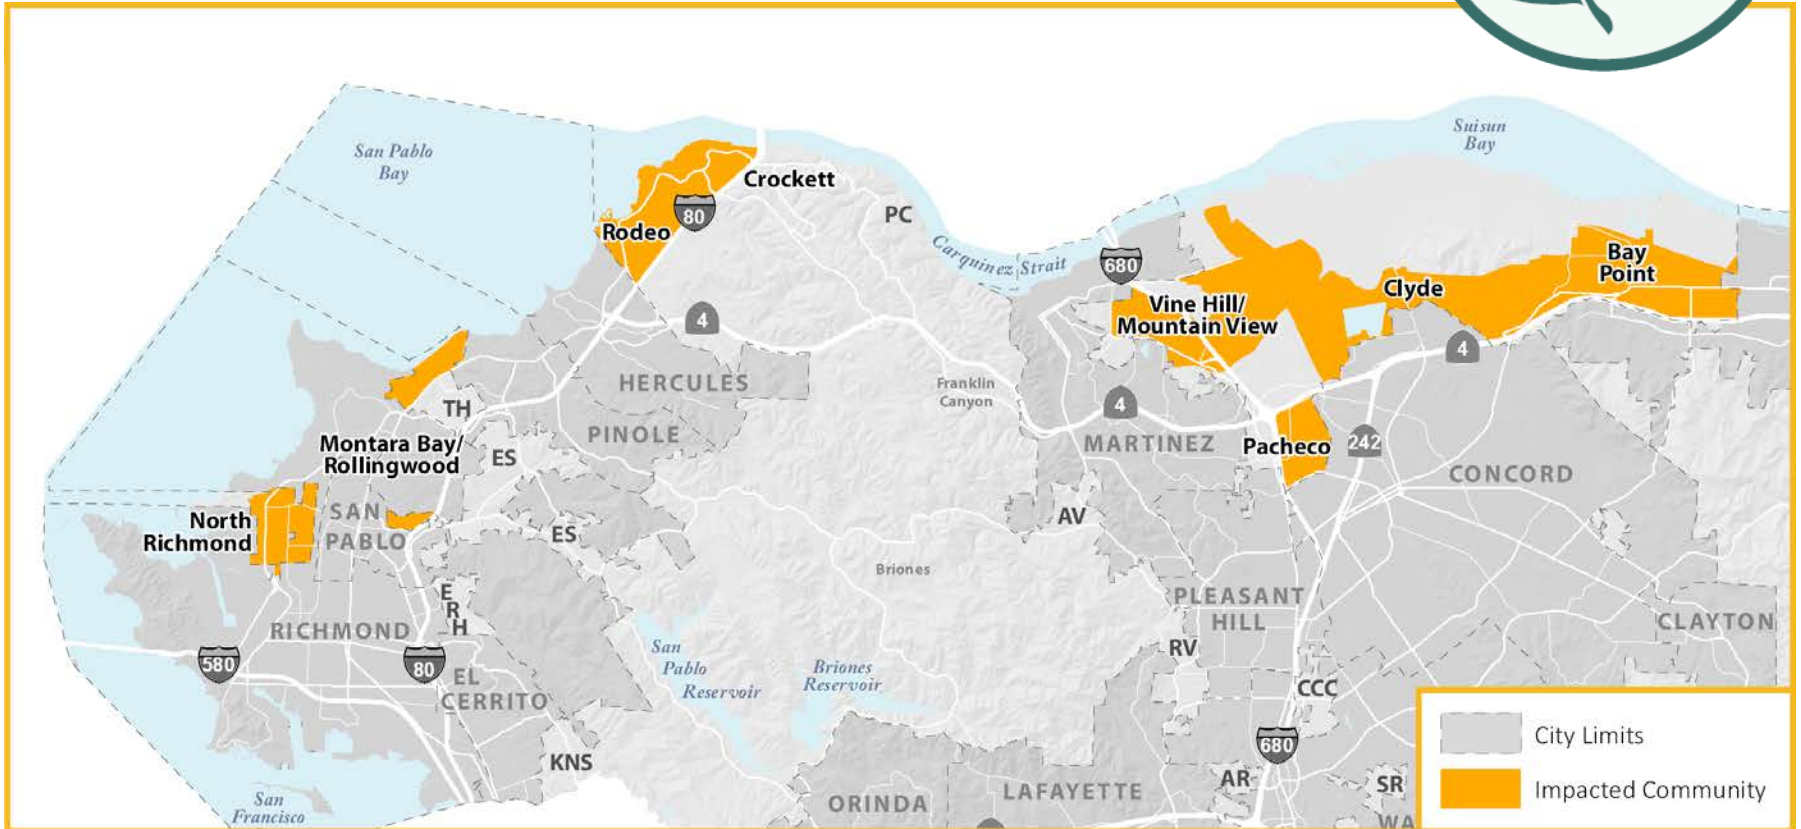 San Pablo
Bay
Suisun
Bay
Crockett
80
Rodeo
PC
Carquinez Strait
680
Bay
Point
Clyde
Vine Hill/
Mountain View
4
4
HERCULES
Franklin
Canyon
4
TH
PINOLE
Montara Bay/
Rollingwood
ES
MARTINEZ
Pacheco
242
CONCORD
North
Richmond
SAN
PABLO
ES
AV
Briones
E
R
H
PLEASANT
HILL
CLAYTON
RICHMOND
580
80
EL
CERRITO
San
Pablo
Reservoir
Briones
Reservoir
RV
CCC
KNS
680
City Limits
AR
SR
Impacted Community
San
Francisco
ORINDA
LAFAYETTE
WA